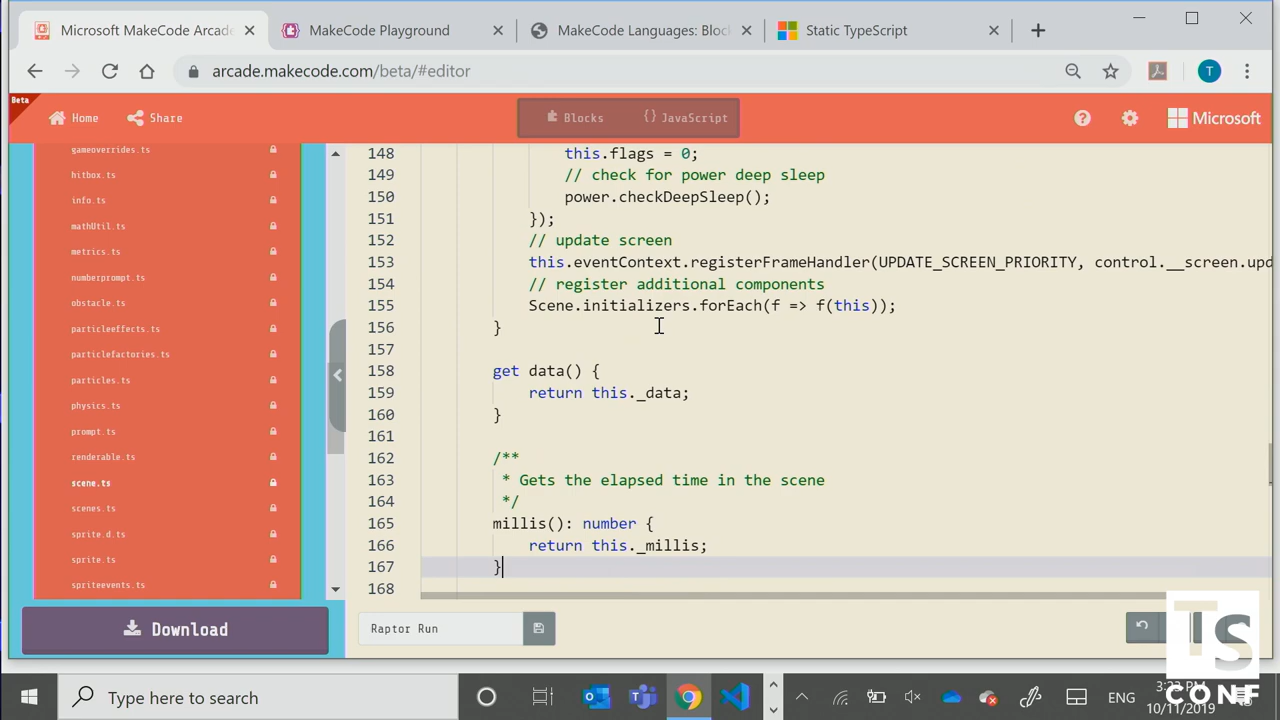 Microsoft MakeCode Arcade
MakeCode Playground
MakeCode Languages: Bloc
Static TypeScript
arcade.makecode.com/beta/#editor
T
Beta
Home
Share
Blocks
{} JavaScript
Microsoft
gameoverrides.ts
hitbox.ts
info.ts
mathUtil.ts
metrics.ts
numberprompt.ts
obstacle.ts
particleeffects.ts
particlefactories.ts
particles.ts
physics.ts
prompt.ts
renderable.ts
scene.ts
scenes.ts
sprite.d.ts
sprite.ts
spriteevents.ts
148 this.flags = 0;
149 // check for power deep sleep
150 power.checkDeepSleep();
151 });
152 // update screen
153 this.eventContext.registerFrameHandler(UPDATE_SCREEN_PRIORITY, control.__screen.upd
154 // register additional components
155 Scene.initializers.forEach(f => f(this));
156 }
157
158 get data() {
159 return this._data;
160 }
161
162 /**
163 * Gets the elapsed time in the scene
164 */
165 millis(): number {
166 return this._millis;
167 }
168
Download
Raptor Run
TS
CONF
Type here to search
ENG
3:23 PM
10/11/2019